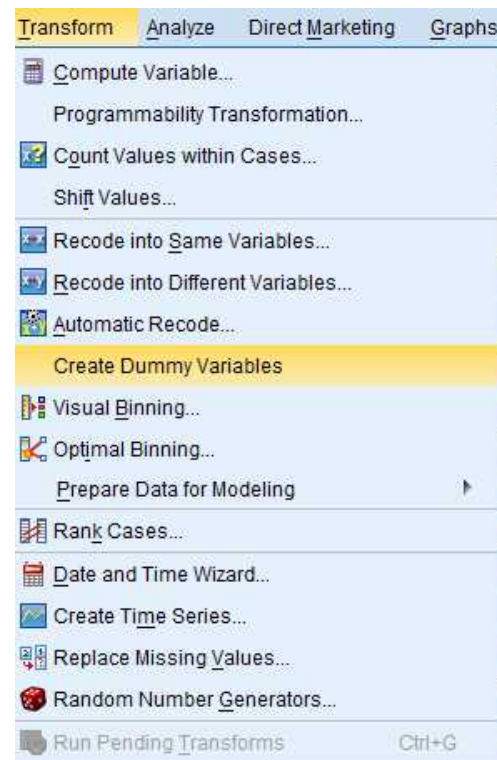 Transform Analyze Direct Marketing Graphs
Compute Variable...
Programmability Transformation...
Count Values within Cases...
Shift Values...
Recode into Same Variables...
Recode into Different Variables...
Automatic Recode...
Create Dummy Variables
Visual Binning...
Optimal Binning...
Prepare Data for Modeling
Rank Cases...
Date and Time Wizard...
Create Time Series...
Replace Missing Values...
Random Number Generators...
Run Pending Transforms Ctrl+G